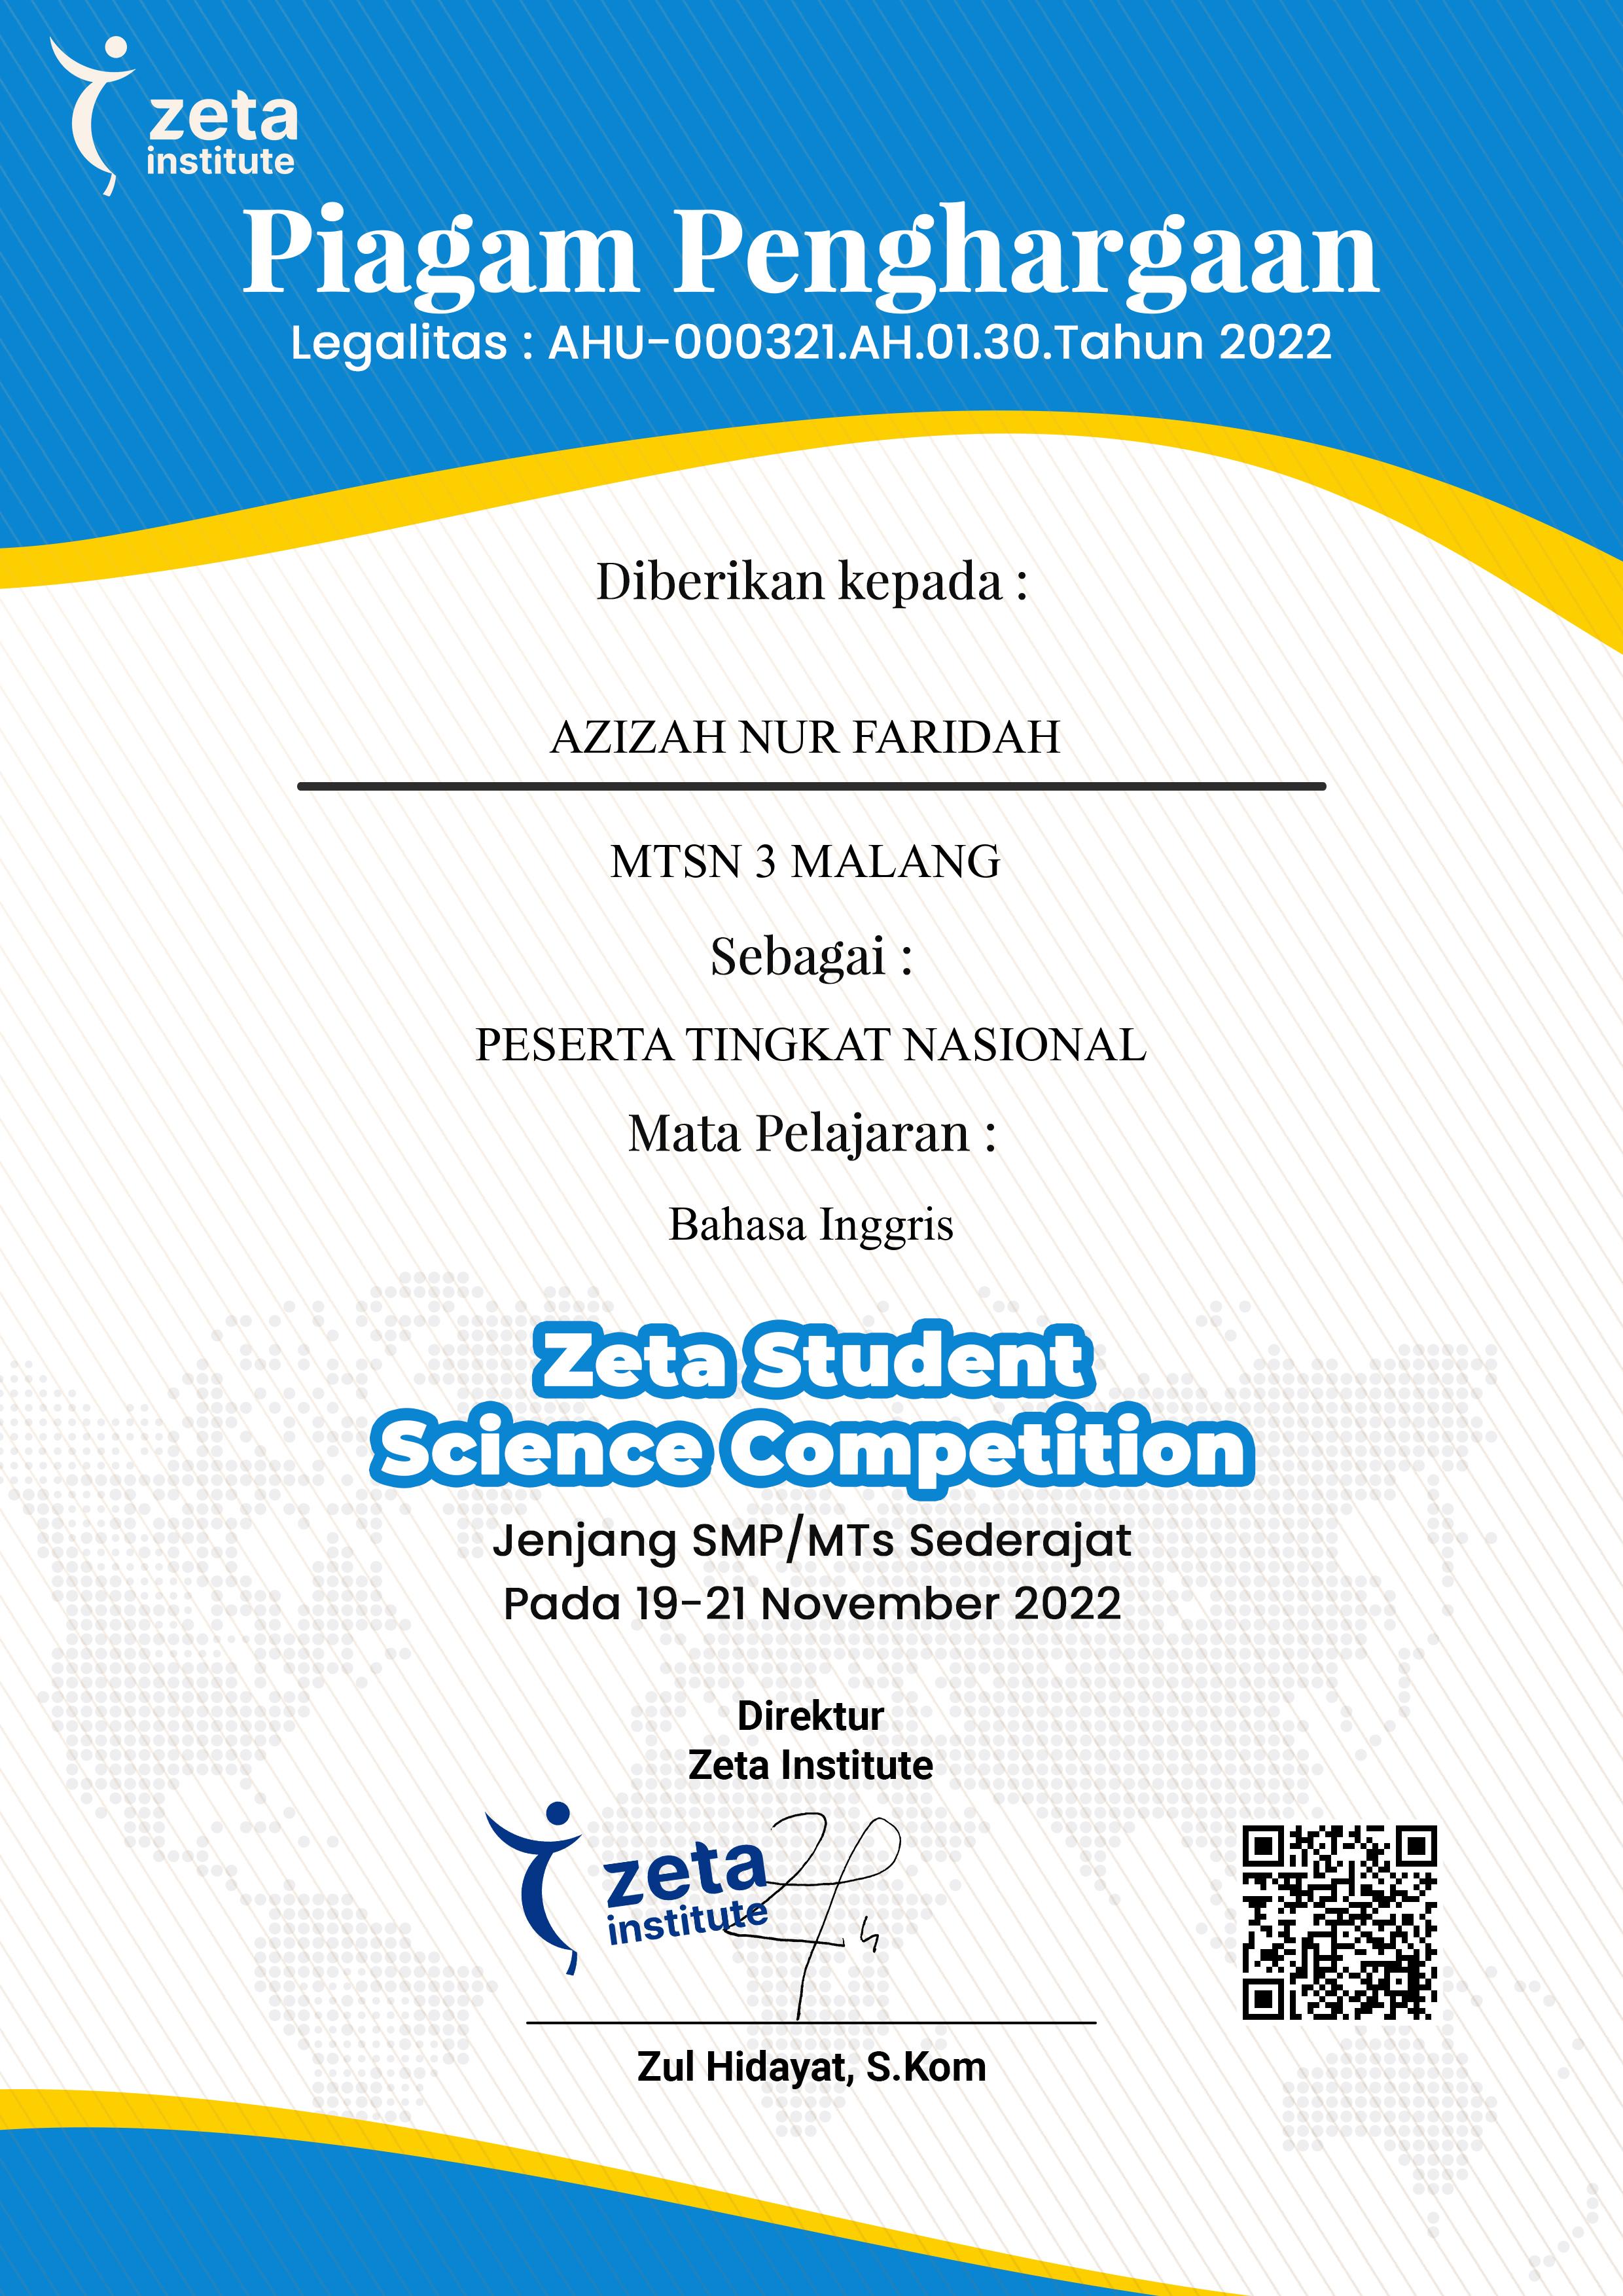 zeta
institute
Piagam Penghargaan
Legalitas : AHU-000321.AH.01.30.Tahun 2022
Diberikan kepada :
AZIZAH NUR FARIDAH
MTSN 3 MALANG
Sebagai :
PESERTA TINGKAT NASIONAL
Mata Pelajaran :
Bahasa Inggris
Zeta Student
Science Competition
Jenjang SMP/MTs Sederajat
Pada 19-21 November 2022
Direktur
Zeta Institute
zeta
institute
Zul Hidayat, S.Kom